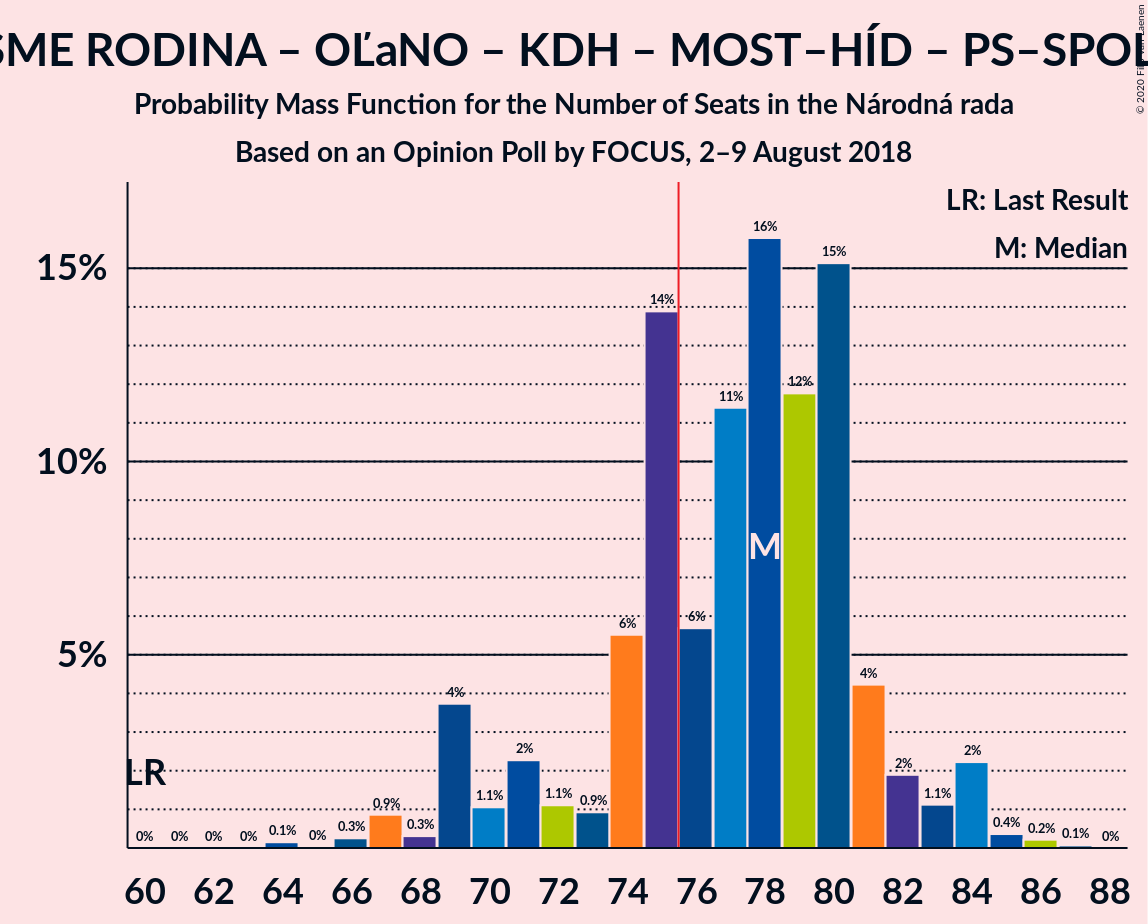 SME RODINA – OĽaNO – KDH – MOST–HÍD – PS–SPOL
Probability Mass Function for the Number of Seats in the Národná rada
Based on an Opinion Poll by FOCUS, 2–9 August 2018
© 2020
LR: Last Result
M: Median
15%
10%
5%
0% 0% 0% 0% 0.1% 0% 0.3% 0.9% 0.3% 4% 1.1% 2% 1.1% 0.9% 6% 14% 6% 11% 16% 12% 15% 4% 2% 1.1% 2% 0.4% 0.2% 0.1% 0%
M
LR
60 62 64 66 68 70 72 74 76 78 80 82 84 86 88